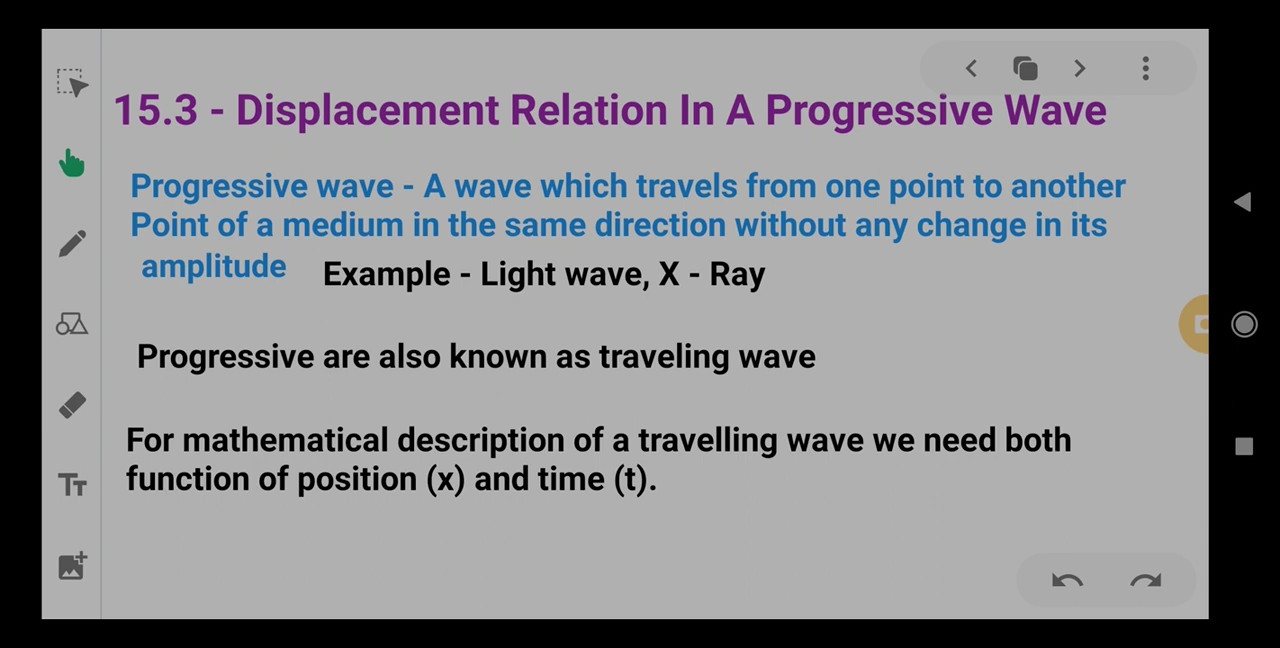 15.3 - Displacement Relation In A Progressive Wave
Progressive wave - A wave which travels from one point to another
Point of a medium in the same direction without any change in its
amplitude Example - Light wave, X - Ray
Progressive are also known as traveling wave
For mathematical description of a travelling wave we need both
function of position (x) and time (t).